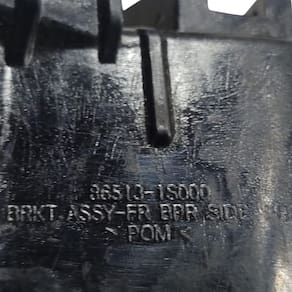 86513-1S000
BRKT ASSY-FR BPR SIDE
> POM <